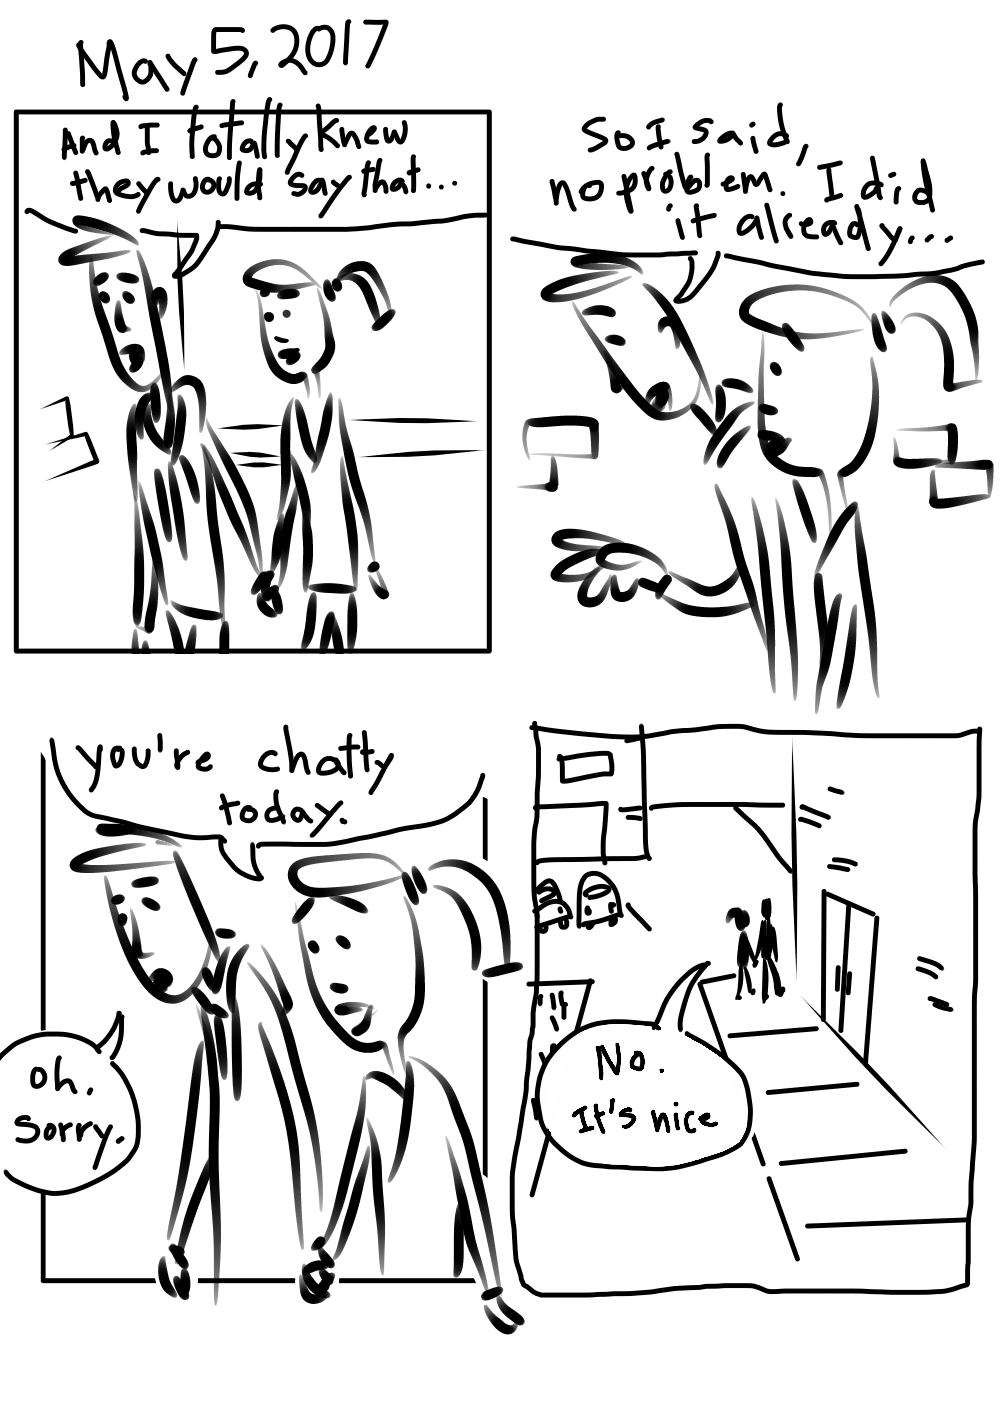 May 5, 2017
And I totally knew
they would say that...
So I said,
no problem. I did
it already...
you're chatty
today.
Oh.
Sorry.
No.
It's nice